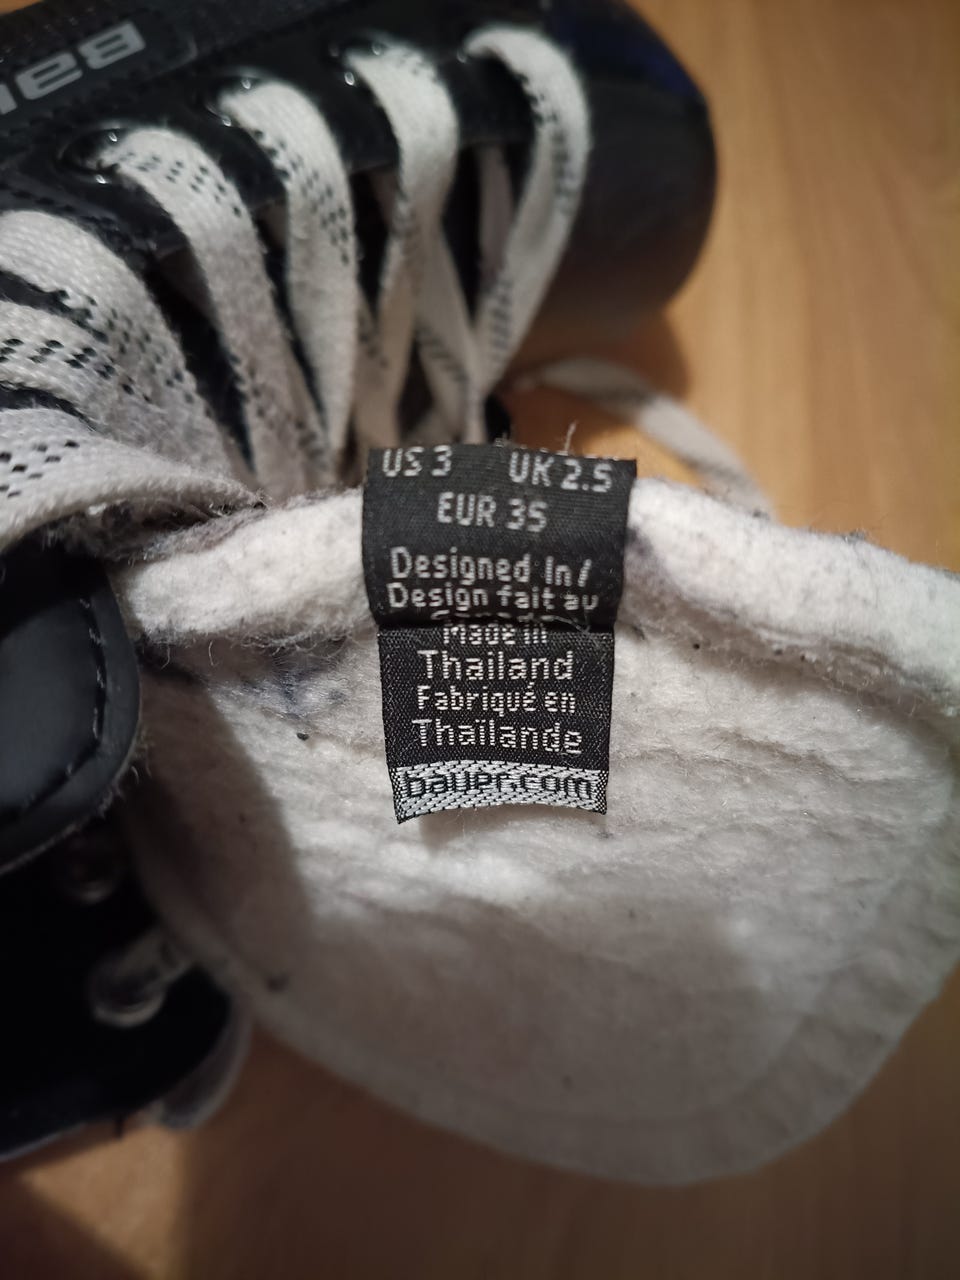 US 3 UK 2.5
EUR 35
Designed In/
Design fait au
Made in
Thailand
Fabriqué en
Thaïlande
bauer.com